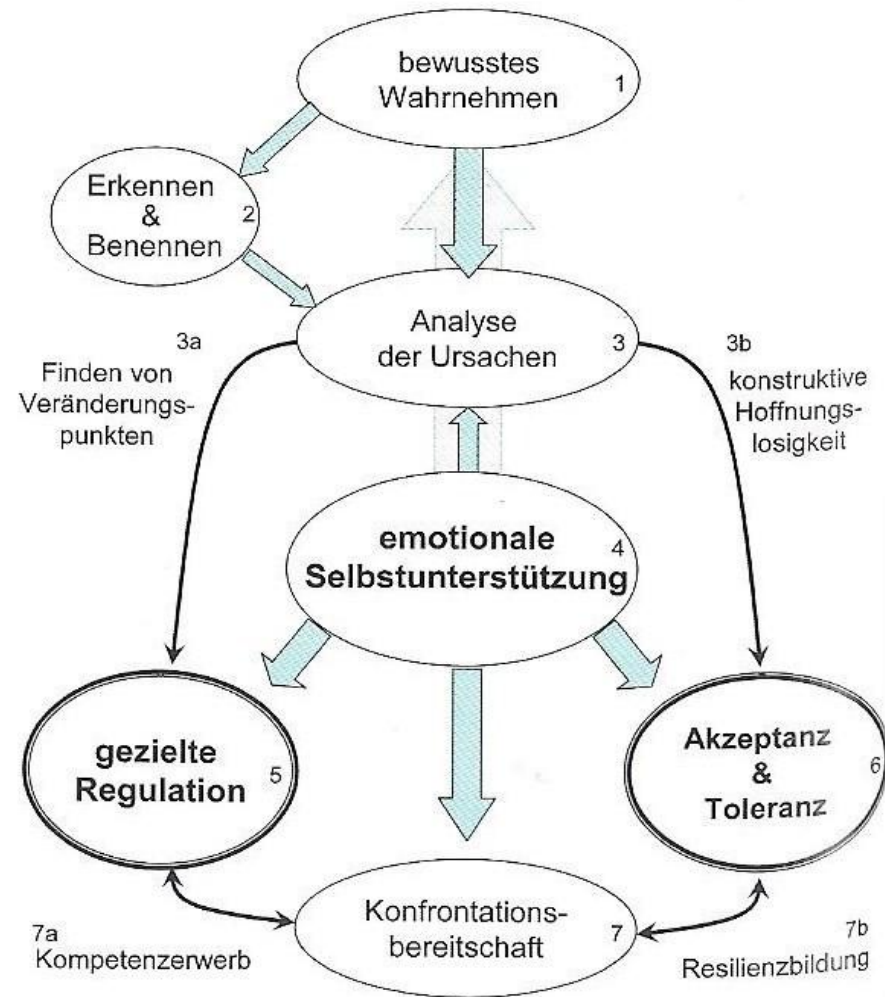 bewusstes
Wahrnehmen
1
Erkennen
&
Benennen
2
Analyse
der Ursachen
3
3a
Finden von
Veränderungs-
punkten
3b
konstruktive
Hoffnungs-
losigkeit
emotionale
Selbstunterstützung
4
gezielte
Regulation
5
Akzeptanz
&
Toleranz
6
Konfrontations-
bereitschaft
7
7a
Kompetenzerwerb
7b
Resilienzbildung